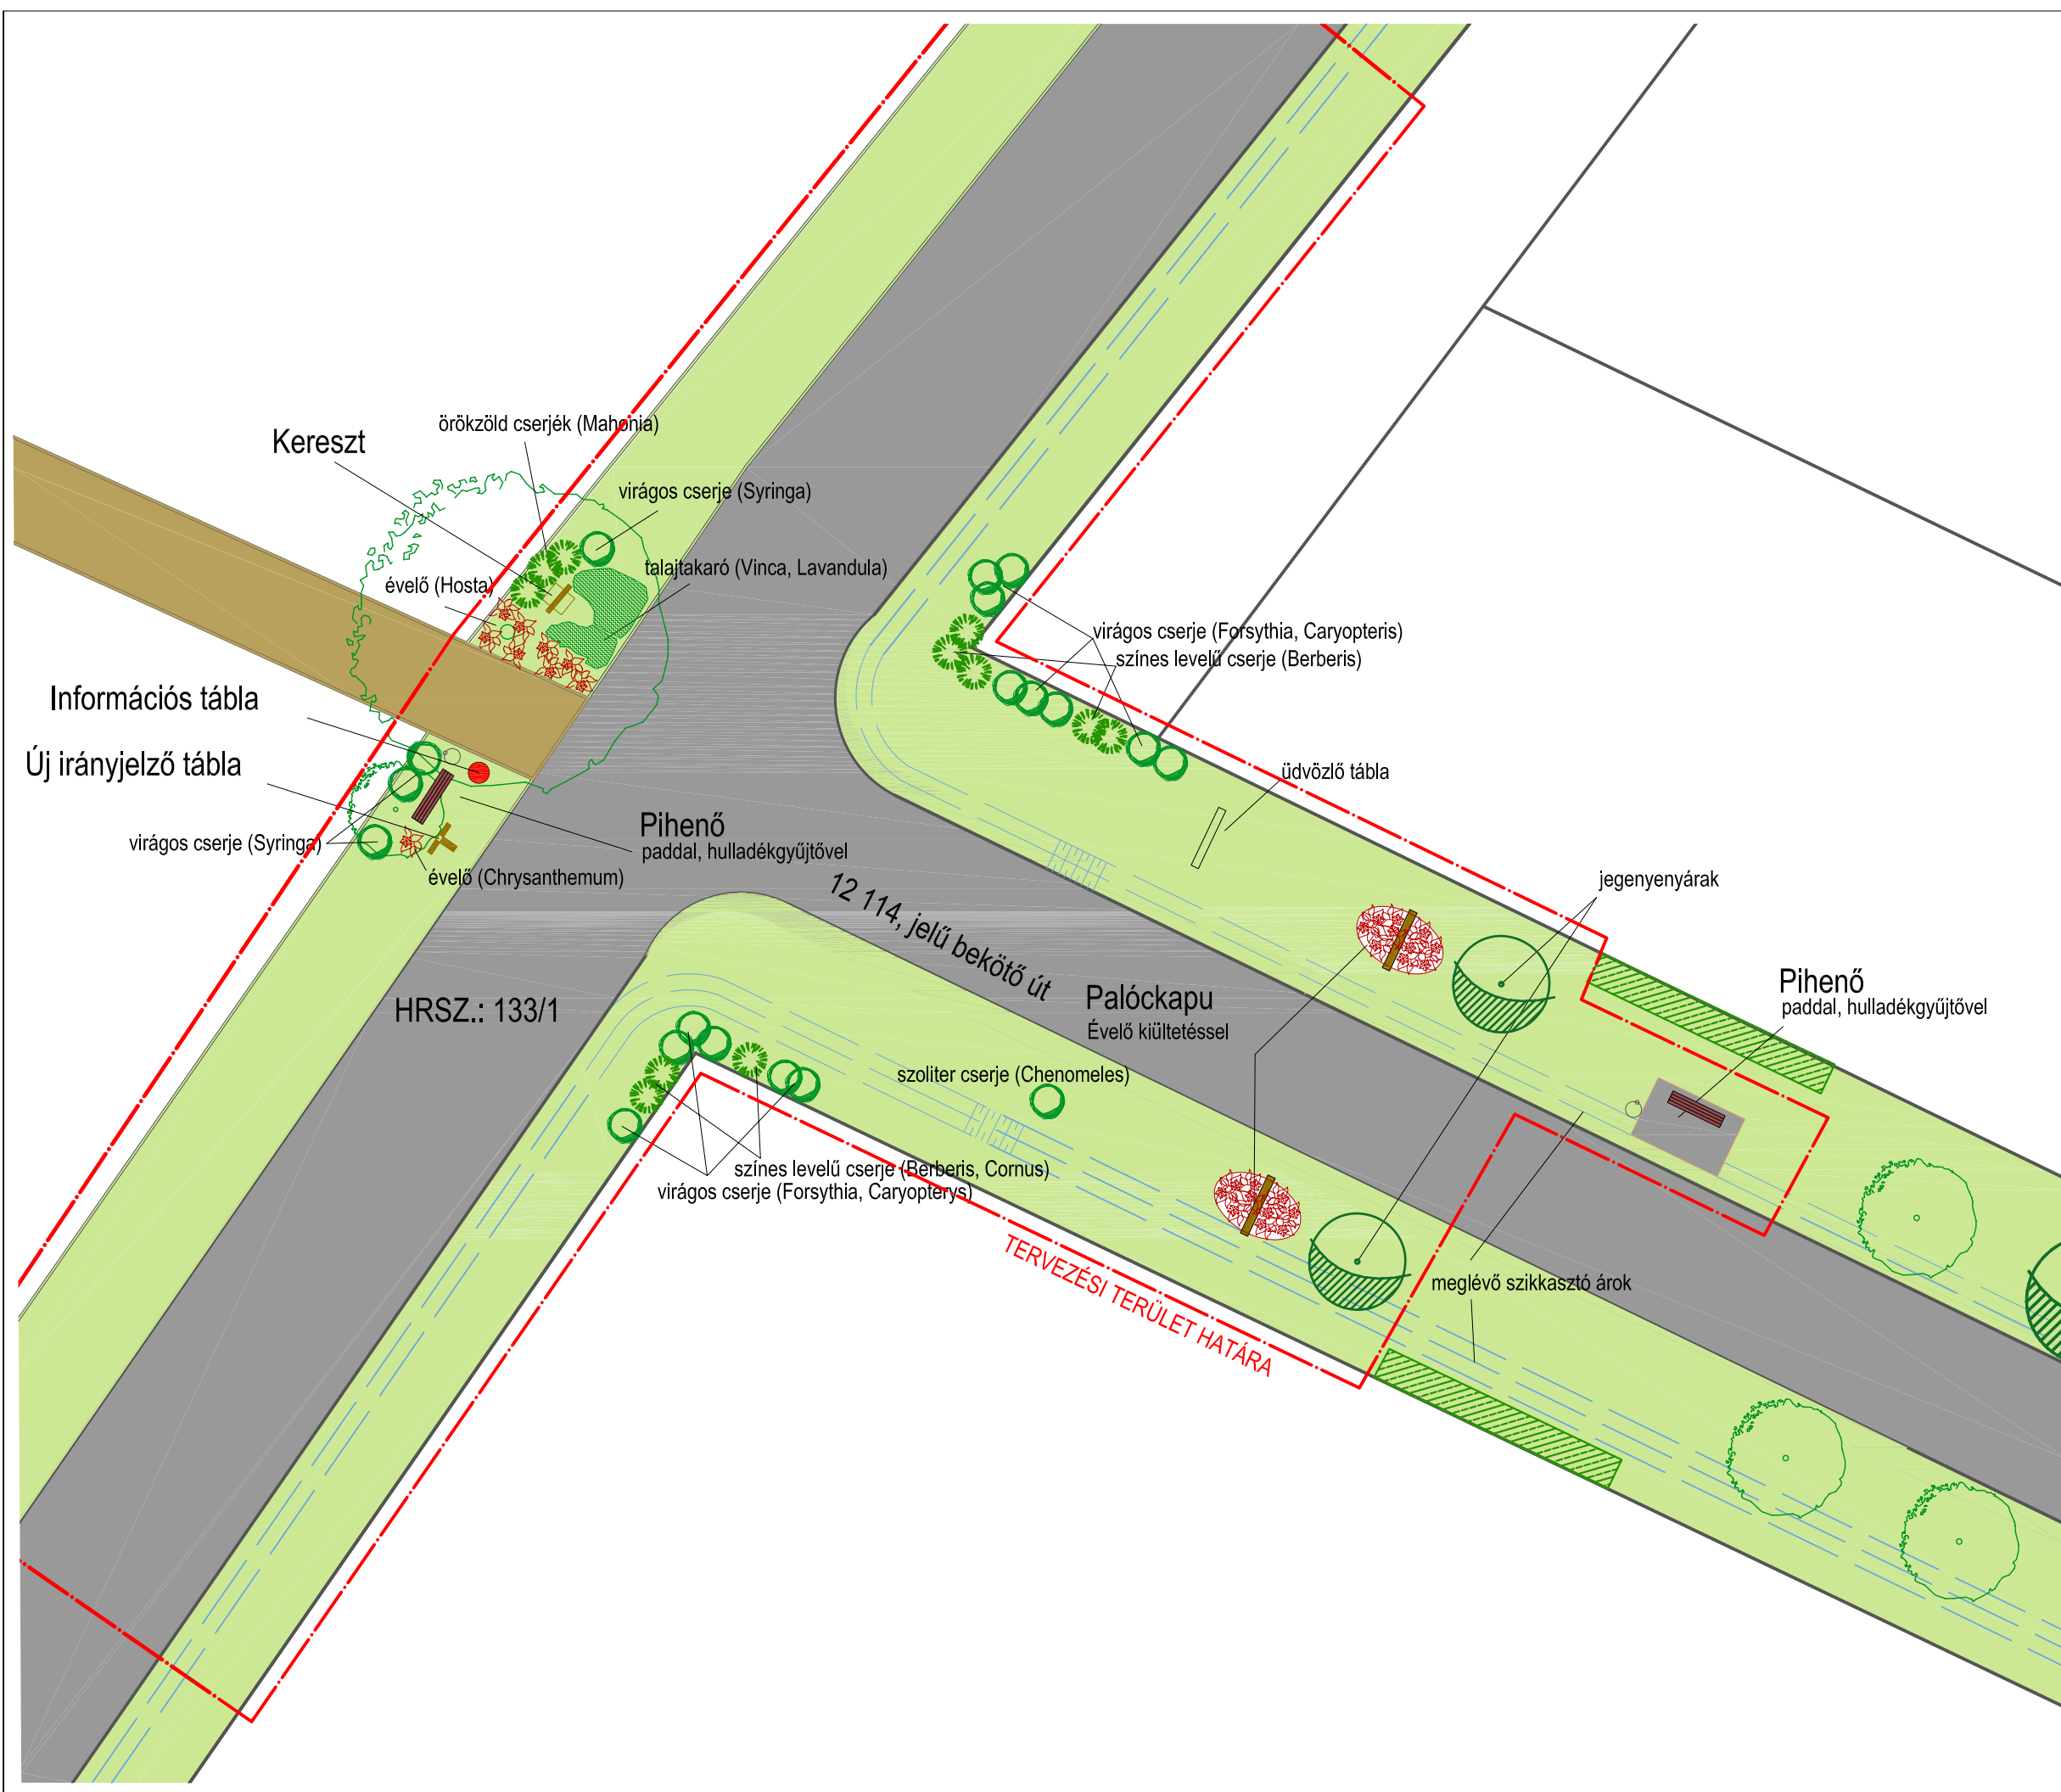 örökzöld cserjék (Mahonia)
Kereszt
virágos cserje (Syringa)
talajtakaró (Vinca, Lavandula)
évelő (Hosta)
virágos cserje (Forsythia, Caryopteris)
színes levelű cserje (Berberis)
Információs tábla
Új irányjelző tábla
üdvözlő tábla
Pihenő
paddal, hulladékgyűjtővel
virágos cserje (Syringa)
évelő (Chrysanthemum)
jegenyenyárak
12 114, jelű bekötő út
Pihenő
paddal, hulladékgyűjtővel
HRSZ.: 133/1
Palóckapu
Évelő kiültetéssel
szoliter cserje (Chenomeles)
színes levelű cserje (Berberis, Cornus)
virágos cserje (Forsythia, Caryopterys)
TERVEZÉSI TERÜLET HATÁRA
meglévő szikkasztó árok